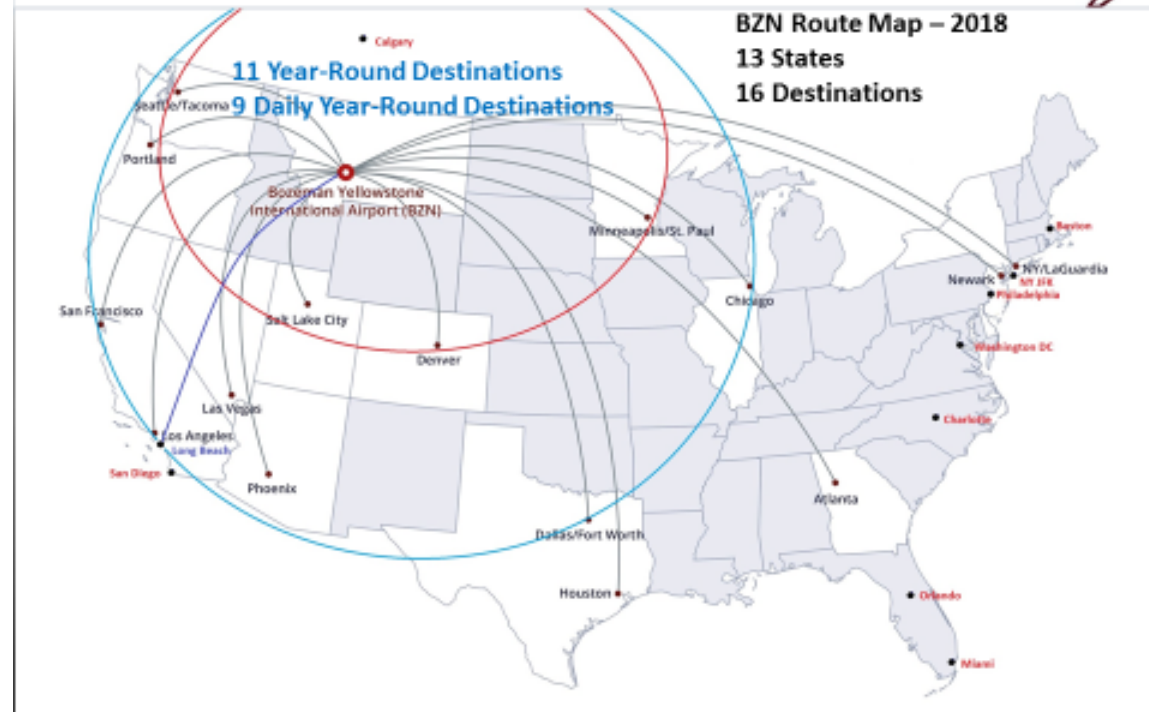 BZN Route Map – 2018
13 States
16 Destinations
Calgary
11 Year-Round Destinations
9 Daily Year-Round Destinations
Seattle/Tacoma
Portland
Bozeman Yellowstone
International Airport (BZN)
Minneapolis/St. Paul
Boston
NY/LaGuardia
Newark
NY JFK
Philadelphia
Chicago
San Francisco
Salt Lake City
Washington DC
Denver
Las Vegas
Charlotte
Los Angeles
Long Beach
San Diego
Phoenix
Atlanta
Dallas/Fort Worth
Houston
Orlando
Miami